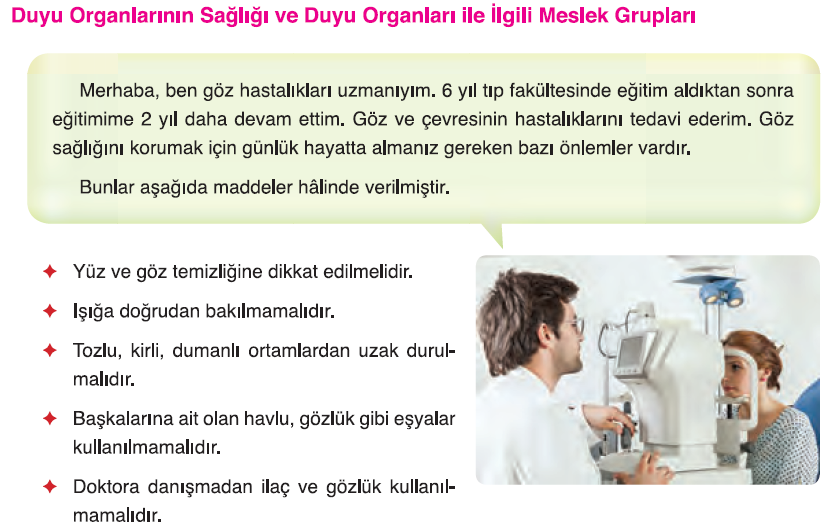 Duyu Organlarının Sağlığı ve Duyu Organları ile İlgili Meslek Grupları
Merhaba, ben göz hastalıkları uzmanıyım. 6 yıl tıp fakültesinde eğitim aldıktan sonra
eğitimime 2 yıl daha devam ettim. Göz ve çevresinin hastalıklarını tedavi ederim. Göz
sağlığını korumak için günlük hayatta almanız gereken bazı önlemler vardır.
Bunlar aşağıda maddeler hâlinde verilmiştir.
Yüz ve göz temizliğine dikkat edilmelidir.
Işığa doğrudan bakılmamalıdır.
Tozlu, kirli, dumanlı ortamlardan uzak durul-
malıdır.
Başkalarına ait olan havlu, gözlük gibi eşyalar
kullanılmamalıdır.
Doktora danışmadan ilaç ve gözlük kullanıl-
mamalıdır.